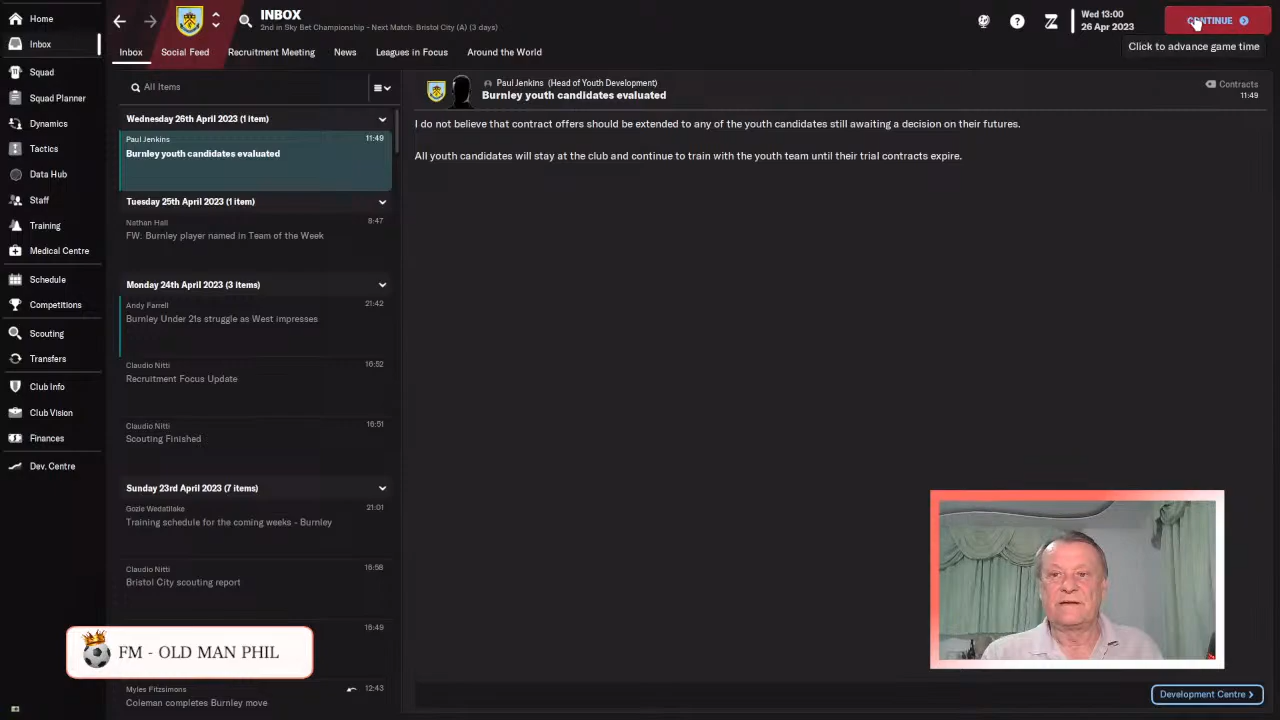 Home
Inbox
Squad
Squad Planner
Dynamics
Tactics
Data Hub
Staff
Training
Medical Centre
Schedule
Competitions
Scouting
Transfers
Club Info
Club Vision
Finances
Dev. Centre
INBOX
2nd in Sky Bet Championship - Next Match: Bristol City (A) (3 days)
Wed 13:00
26 Apr 2023
CONTINUE
Click to advance game time
Inbox
Social Feed
Recruitment Meeting
News
Leagues in Focus
Around the World
All Items
Wednesday 26th April 2023 (1 item)
Paul Jenkins 11:49
Burnley youth candidates evaluated
Tuesday 25th April 2023 (1 item)
Nathan Hall 8:47
FW: Burnley player named in Team of the Week
Monday 24th April 2023 (3 items)
Andy Farrell 21:42
Burnley Under 21s struggle as West impresses
Claudio Nitti 16:52
Recruitment Focus Update
Claudio Nitti 16:51
Scouting Finished
Sunday 23rd April 2023 (7 items)
Gozie Wedatilake 21:01
Training schedule for the coming weeks - Burnley
Claudio Nitti 16:58
Bristol City scouting report
16:49
Myles Fitzsimons 12:43
Coleman completes Burnley move
Paul Jenkins (Head of Youth Development)
Burnley youth candidates evaluated
Contracts
11:49
I do not believe that contract offers should be extended to any of the youth candidates still awaiting a decision on their futures.
All youth candidates will stay at the club and continue to train with the youth team until their trial contracts expire.
FM - OLD MAN PHIL
Development Centre